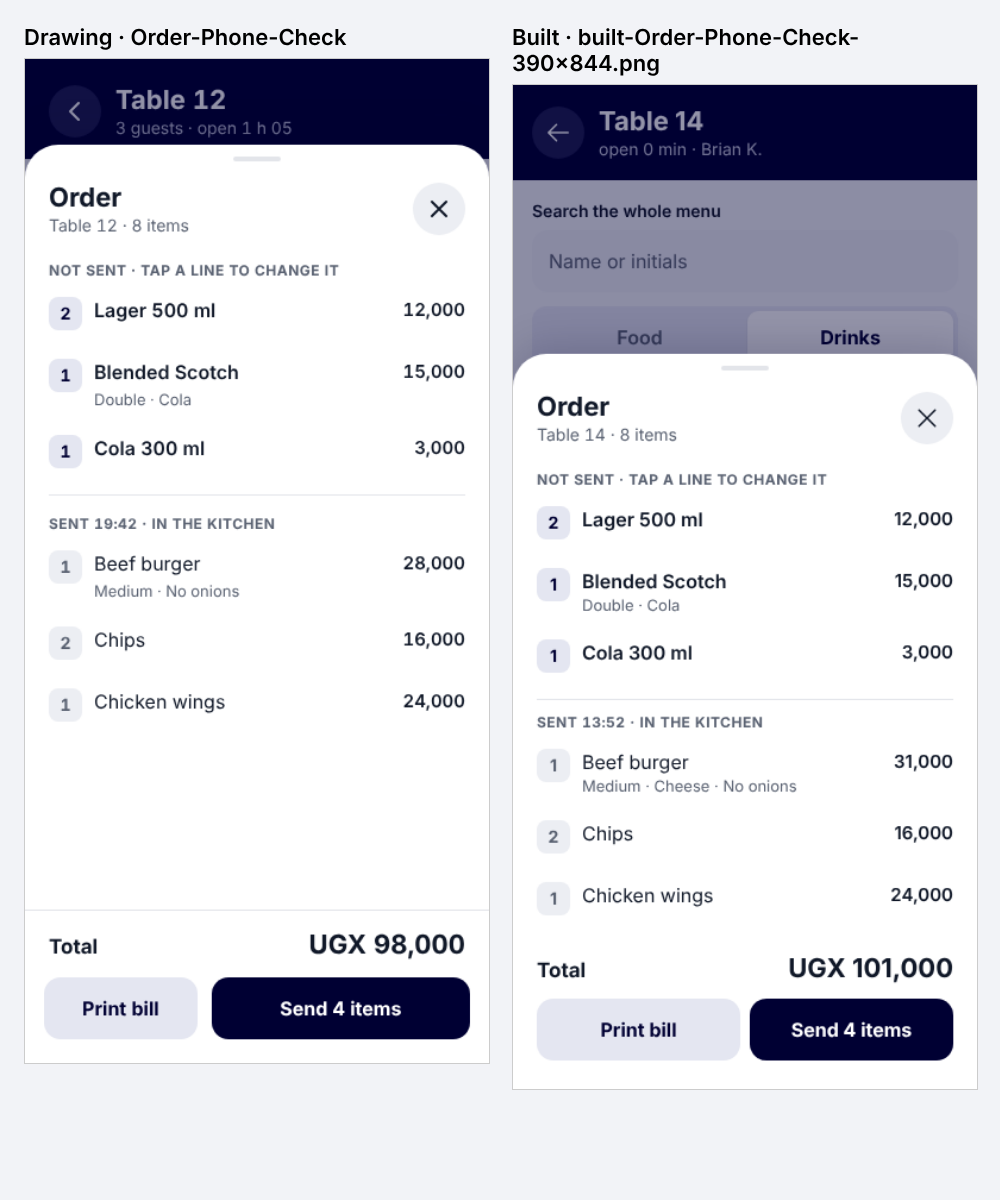 Drawing · Order-Phone-Check
Table 12
3 guests · open 1 h 05
Order
Table 12 · 8 items
NOT SENT · TAP A LINE TO CHANGE IT
2 Lager 500 ml 12,000
1 Blended Scotch 15,000
Double · Cola
1 Cola 300 ml 3,000
SENT 19:42 · IN THE KITCHEN
1 Beef burger 28,000
Medium · No onions
2 Chips 16,000
1 Chicken wings 24,000
Total UGX 98,000
Print bill Send 4 items
Built · built-Order-Phone-Check-
390×844.png
Table 14
open 0 min · Brian K.
Search the whole menu
Name or initials
Food Drinks
Order
Table 14 · 8 items
NOT SENT · TAP A LINE TO CHANGE IT
2 Lager 500 ml 12,000
1 Blended Scotch 15,000
Double · Cola
1 Cola 300 ml 3,000
SENT 13:52 · IN THE KITCHEN
1 Beef burger 31,000
Medium · Cheese · No onions
2 Chips 16,000
1 Chicken wings 24,000
Total UGX 101,000
Print bill Send 4 items